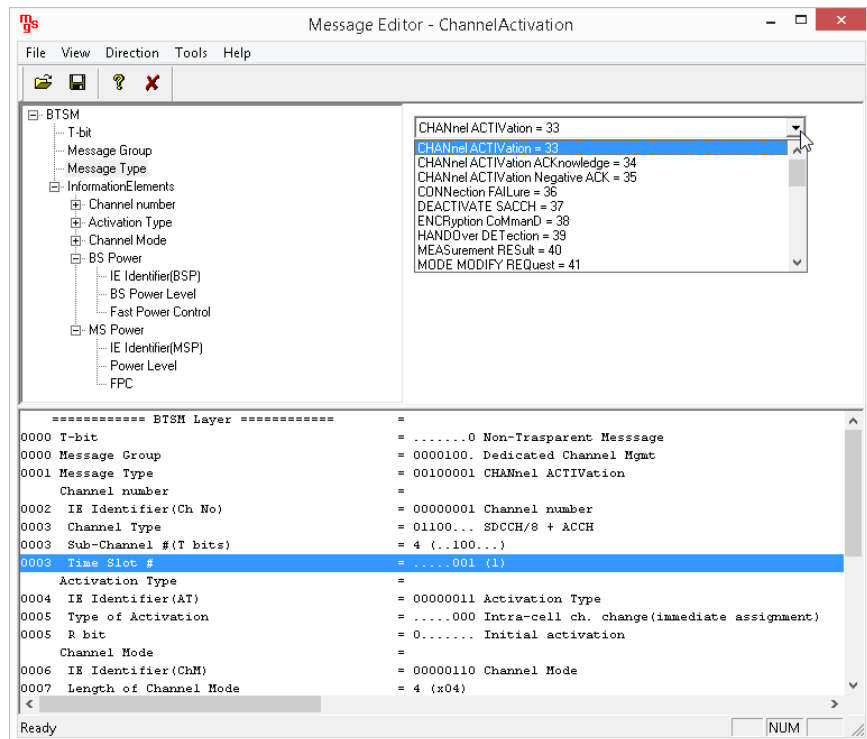 mgs Message Editor - ChannelActivation
File View Direction Tools Help
BTSM
T-bit
Message Group
Message Type
InformationElements
Channel number
Activation Type
Channel Mode
BS Power
IE Identifier(BSP)
BS Power Level
Fast Power Control
MS Power
IE Identifier(MSP)
Power Level
FPC
CHANnel ACTIVation = 33
CHANnel ACTIVation = 33
CHANnel ACTIVation ACKnowledge = 34
CHANnel ACTIVation Negative ACK = 35
CONNection FAILure = 36
DEACTIVATE SACCH = 37
ENCRyption CoMmanD = 38
HANDOver DETection = 39
MEASurement RESult = 40
MODE MODIFY REQuest = 41
============ BTSM Layer ============ =
0000 T-bit = .......0 Non-Trasparent Messsage
0000 Message Group = 0000100. Dedicated Channel Mgmt
0001 Message Type = 00100001 CHANnel ACTIVation
Channel number =
0002 IE Identifier(Ch No) = 00000001 Channel number
0003 Channel Type = 01100... SDCCH/8 + ACCH
0003 Sub-Channel #(T bits) = 4 (..100...)
0003 Time Slot # = .....001 (1)
Activation Type =
0004 IE Identifier(AT) = 00000011 Activation Type
0005 Type of Activation = .....000 Intra-cell ch. change(immediate assignment)
0005 R bit = 0....... Initial activation
Channel Mode =
0006 IE Identifier(ChM) = 00000110 Channel Mode
0007 Length of Channel Mode = 4 (x04)
Ready NUM